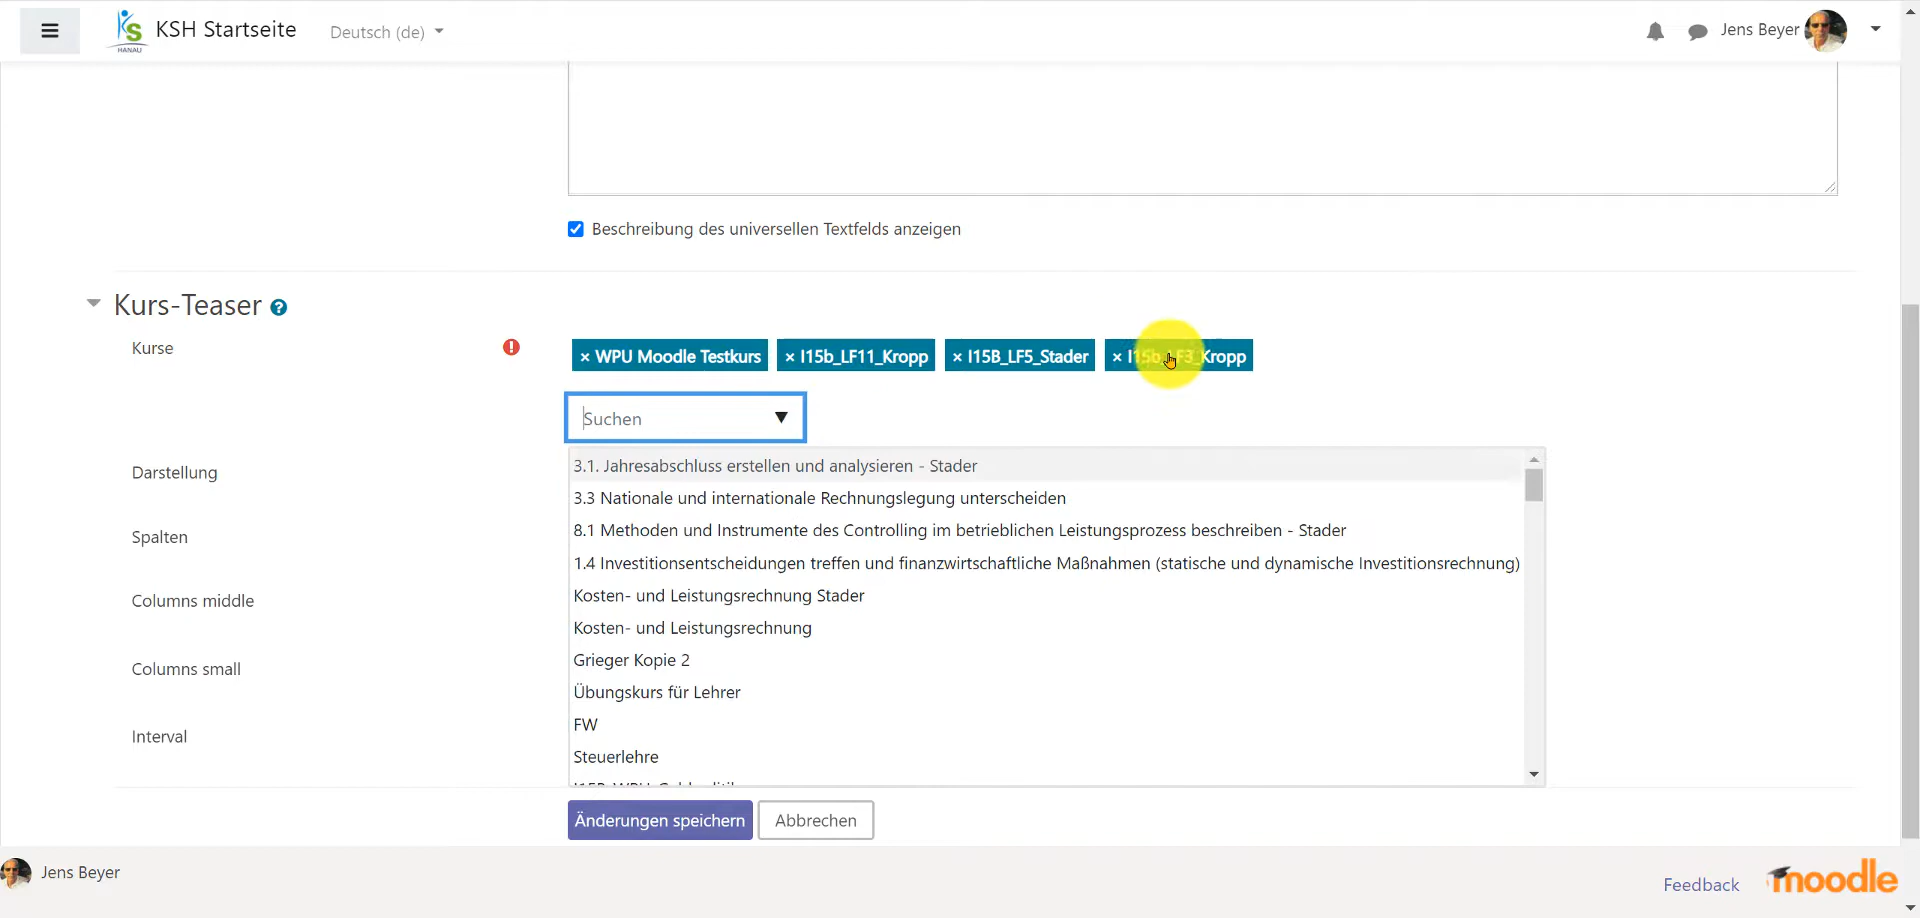 KSH Startseite
Deutsch (de)
Jens Beyer
KS
HANAU
Beschreibung des universellen Textfelds anzeigen
Kurs-Teaser
Kurse
× WPU Moodle Testkurs × I15b_LF11_Kropp × I15B_LF5_Stader × I15b_LF3_Kropp
Suchen
Darstellung
3.1. Jahresabschluss erstellen und analysieren - Stader
3.3 Nationale und internationale Rechnungslegung unterscheiden
Spalten
8.1 Methoden und Instrumente des Controlling im betrieblichen Leistungsprozess beschreiben - Stader
1.4 Investitionsentscheidungen treffen und finanzwirtschaftliche Maßnahmen (statische und dynamische Investitionsrechnung)
Columns middle
Kosten- und Leistungsrechnung Stader
Kosten- und Leistungsrechnung
Columns small
Grieger Kopie 2
Übungskurs für Lehrer
Interval
FW
Steuerlehre
Änderungen speichern
Abbrechen
Jens Beyer
Feedback
moodle